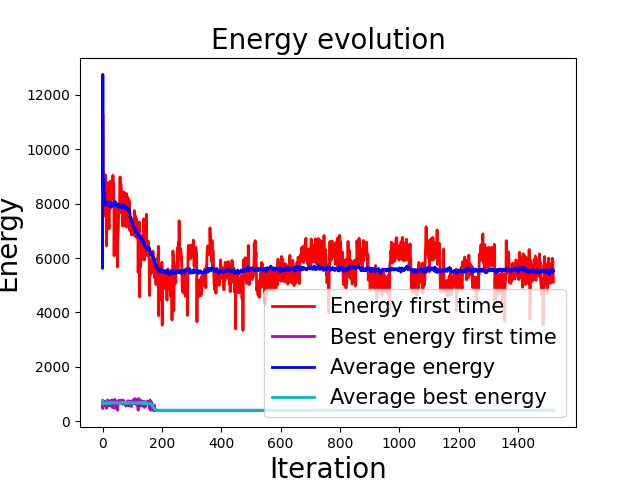 Energy evolution
12000
10000
8000
6000
4000
2000
0
Energy
Energy first time
Best energy first time
Average energy
Average best energy
0 200 400 600 800 1000 1200 1400
Iteration